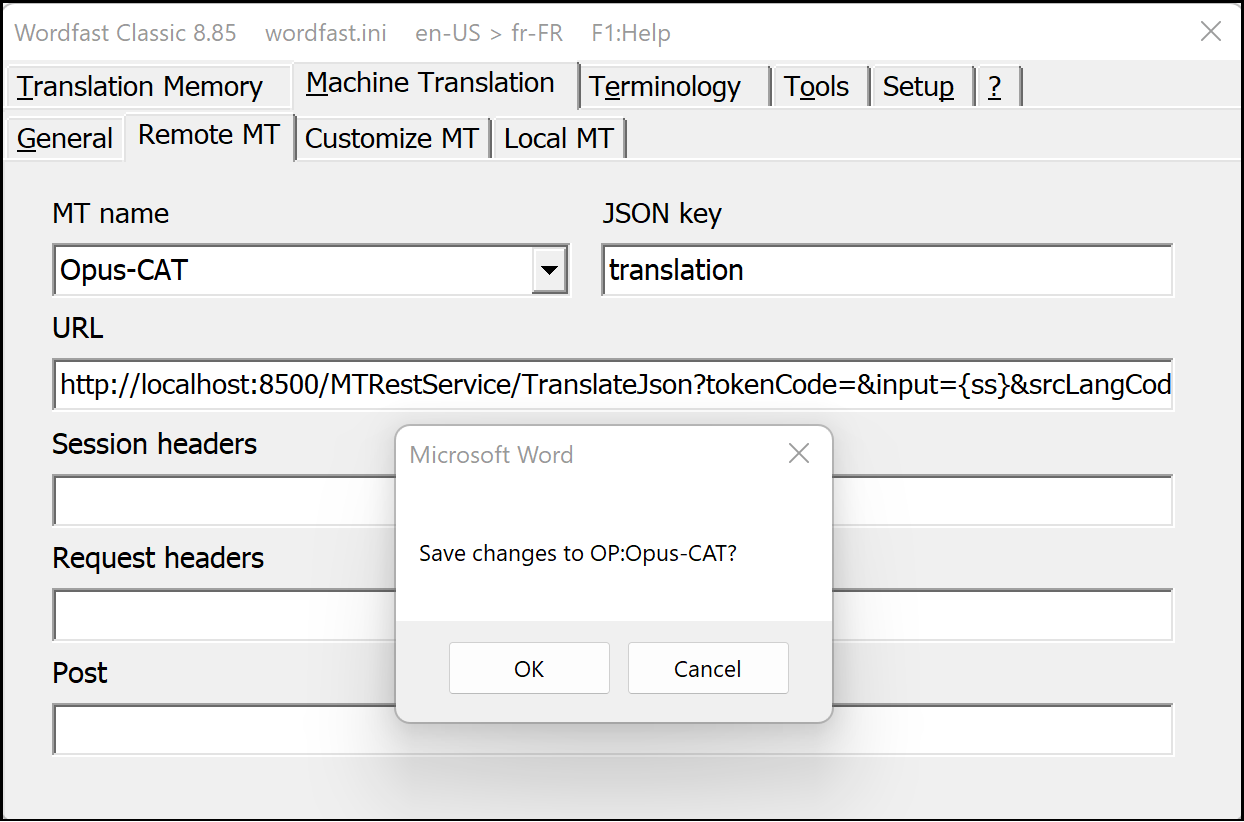 Wordfast Classic 8.85 wordfast.ini en-US > fr-FR F1:Help
Translation Memory Machine Translation Terminology Tools Setup ?
General Remote MT Customize MT Local MT
MT name JSON key
Opus-CAT translation
URL
http://localhost:8500/MTRestService/TranslateJson?tokenCode=&input={ss}&srcLangCod
Session headers
Microsoft Word
Request headers
Save changes to OP:Opus-CAT?
Post
OK Cancel